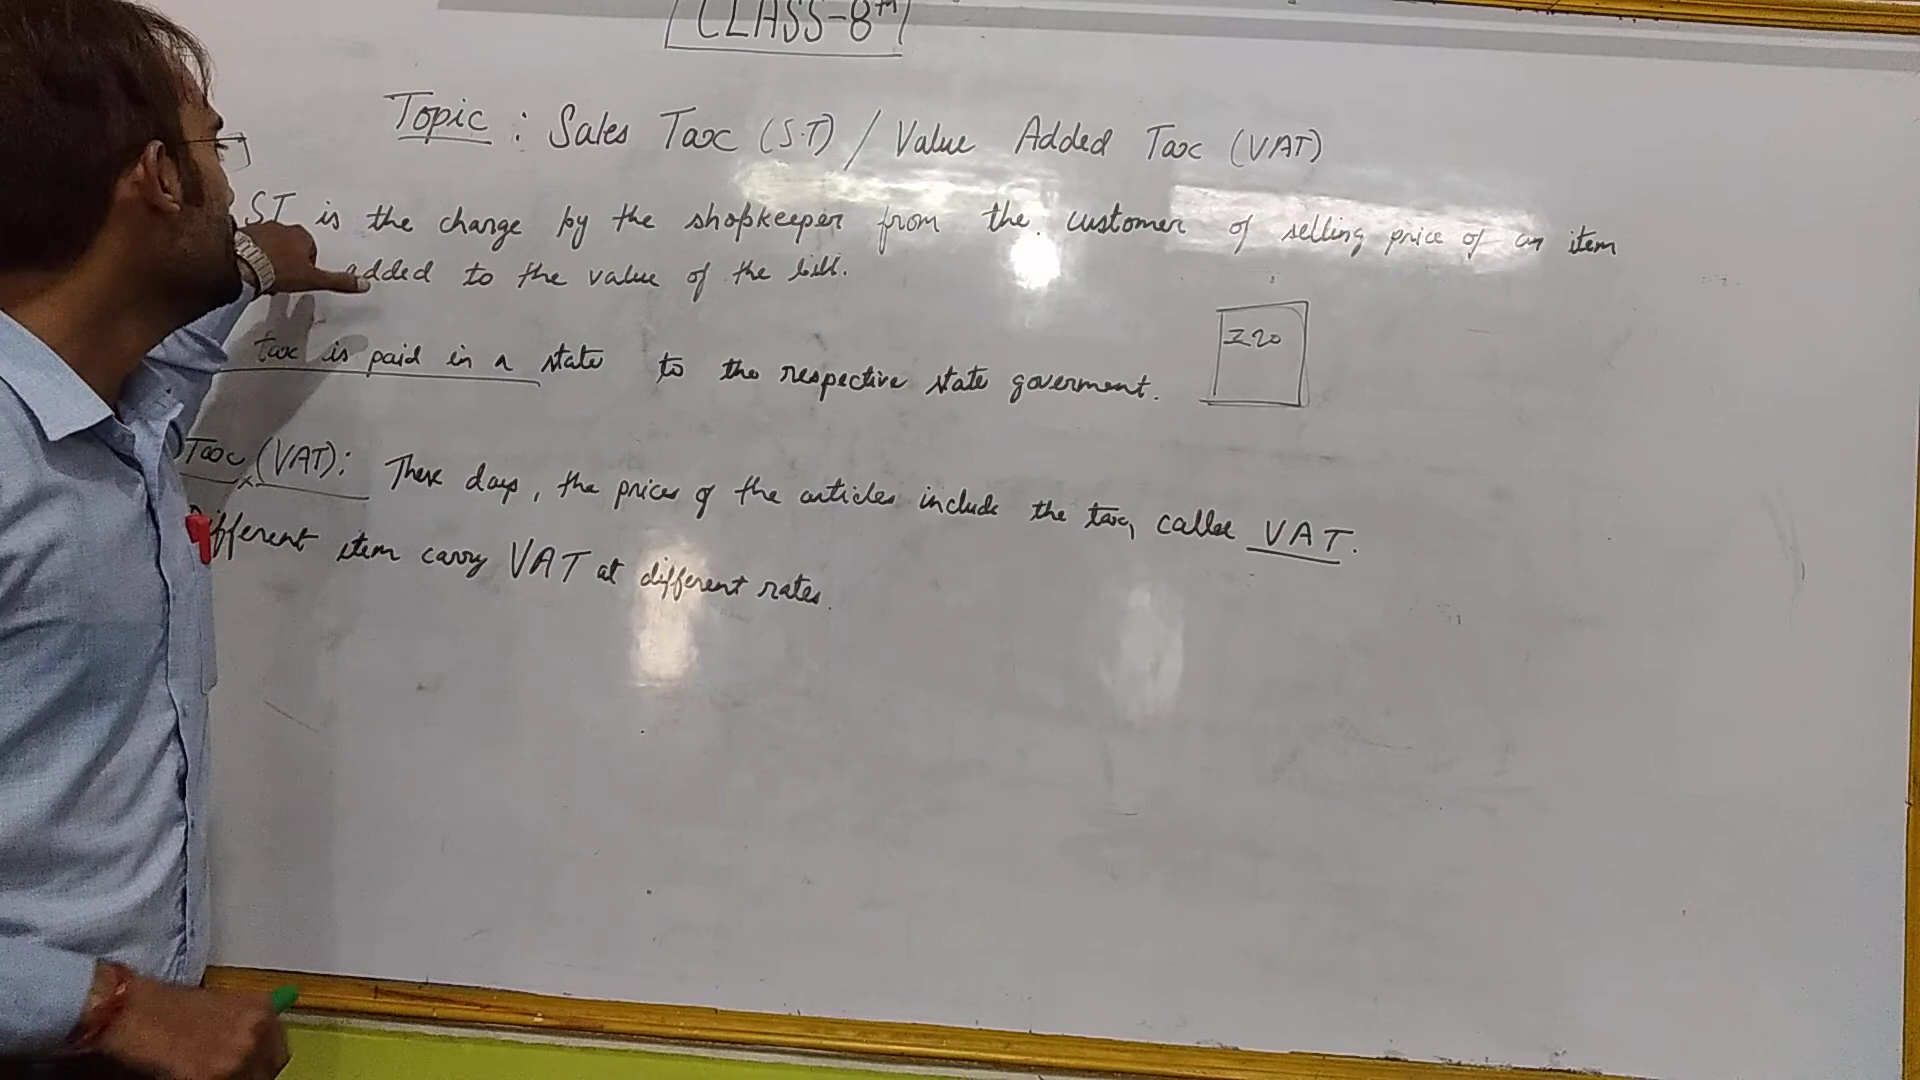 CLASS-8th
Topic : Sales Tax (S.T) / Value Added Tax (VAT)
ST is the charge by the shopkeeper from the customer of selling price of an item
added to the value of the bill.
I 20
tax is paid in a state to the respective state goverment.
Tax (VAT): These days, the prices of the articles include the tax, called VAT.
Different item carry VAT at different rates.